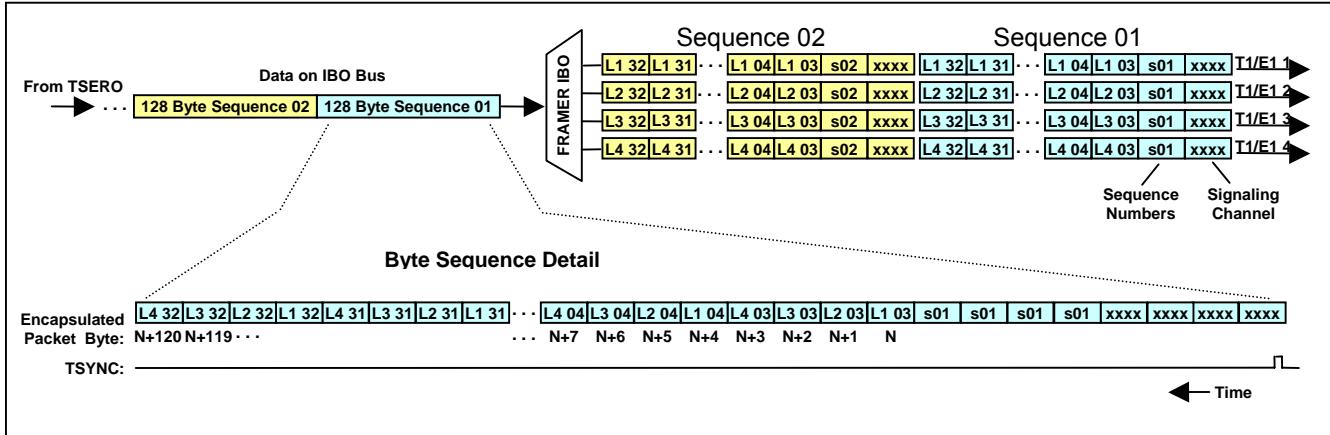 Sequence 02 Sequence 01
Data on IBO Bus
From TSERO
. . . 128 Byte Sequence 02 128 Byte Sequence 01
FRAMER IBO
L1 32 L1 31 . . . L1 04 L1 03 s02 xxxx L1 32 L1 31 . . . L1 04 L1 03 s01 xxxx T1/E1 1
L2 32 L2 31 . . . L2 04 L2 03 s02 xxxx L2 32 L2 31 . . . L2 04 L2 03 s01 xxxx T1/E1 2
L3 32 L3 31 . . . L3 04 L3 03 s02 xxxx L3 32 L3 31 . . . L3 04 L3 03 s01 xxxx T1/E1 3
L4 32 L4 31 . . . L4 04 L4 03 s02 xxxx L4 32 L4 31 . . . L4 04 L4 03 s01 xxxx T1/E1 4
Sequence Numbers
Signaling Channel
Byte Sequence Detail
L4 32 L3 32 L2 32 L1 32 L4 31 L3 31 L2 31 L1 31 . . . L4 04 L3 04 L2 04 L1 04 L4 03 L3 03 L2 03 L1 03 s01 s01 s01 s01 xxxx xxxx xxxx xxxx
Encapsulated
Packet Byte: N+120 N+119 . . . . . . N+7 N+6 N+5 N+4 N+3 N+2 N+1 N
TSYNC:
Time